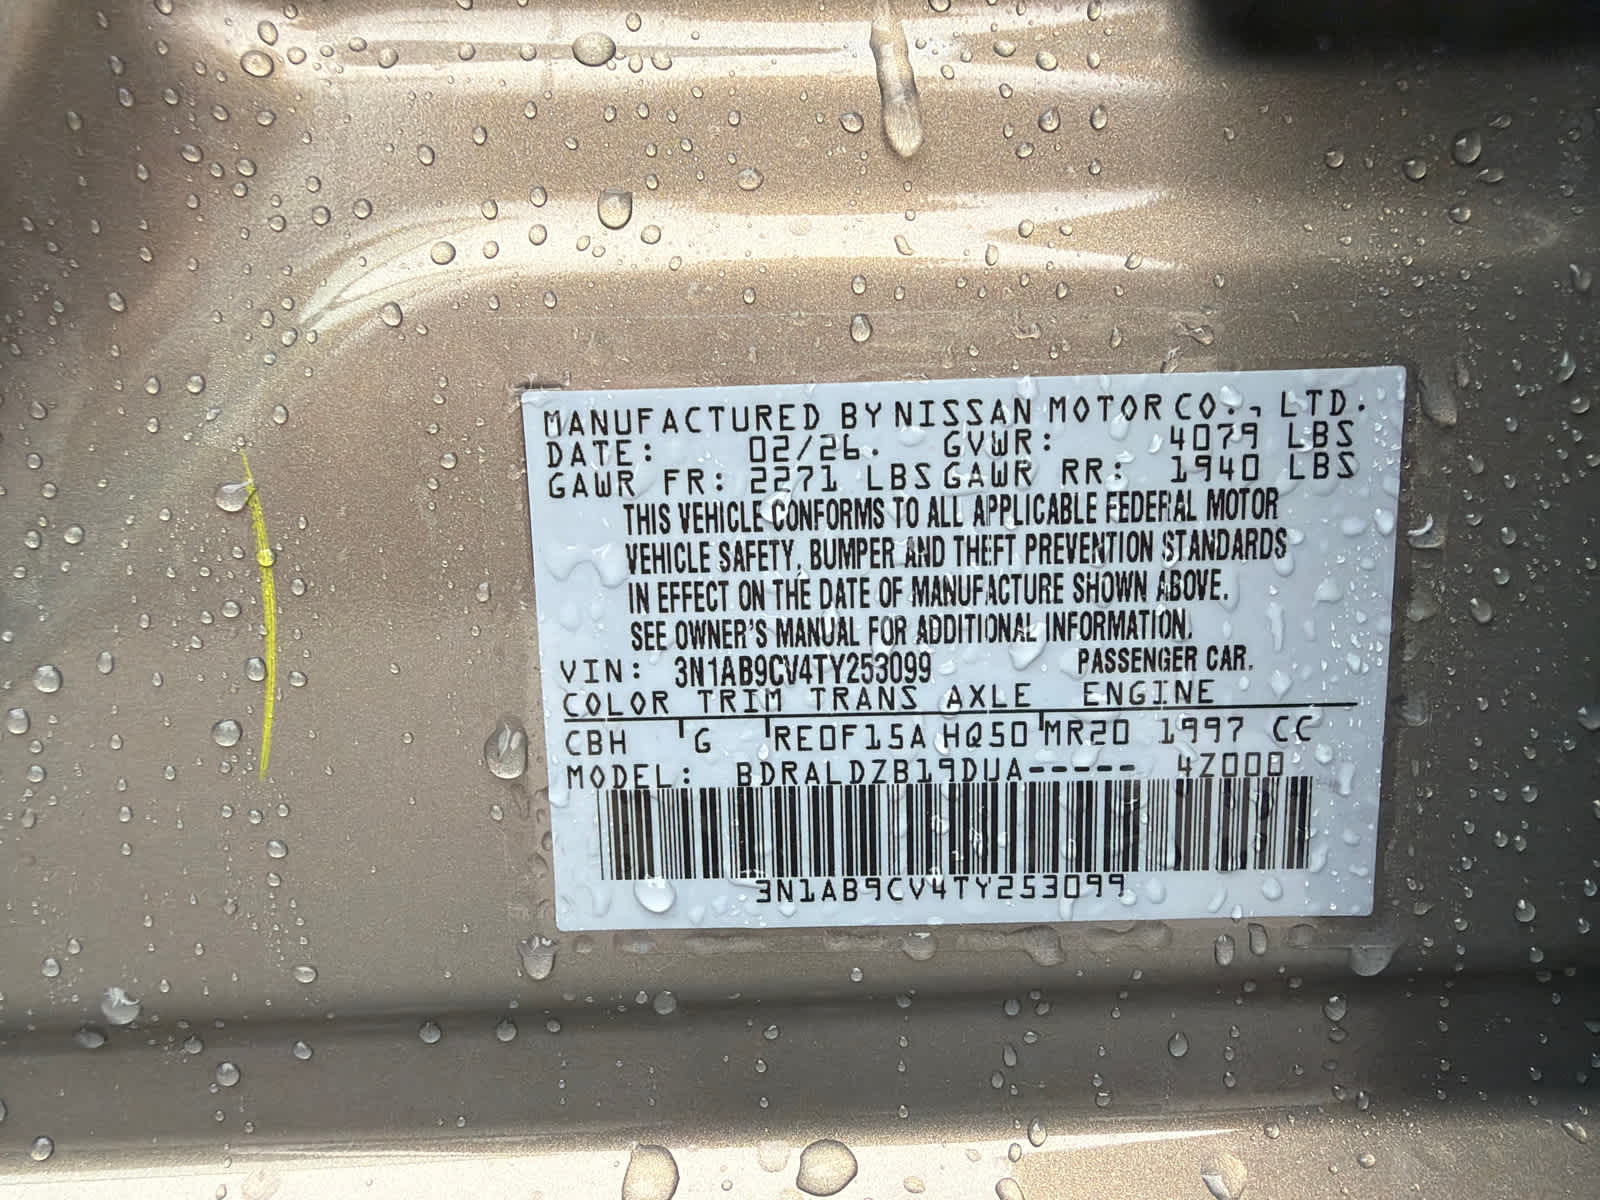 MANUFACTURED BY NISSAN MOTOR CO., LTD.
DATE: 02/26. GVWR: 4079 LBS
GAWR FR: 2271 LBS GAWR RR: 1940 LBS
THIS VEHICLE CONFORMS TO ALL APPLICABLE FEDERAL MOTOR
VEHICLE SAFETY, BUMPER AND THEFT PREVENTION STANDARDS
IN EFFECT ON THE DATE OF MANUFACTURE SHOWN ABOVE.
SEE OWNER'S MANUAL FOR ADDITIONAL INFORMATION.
VIN: 3N1AB9CV4TY253099 PASSENGER CAR.
COLOR TRIM TRANS AXLE ENGINE
CBH G RE0F15A HQ50 MR20 1997 CC
MODEL: BDRALDZB19DUA----- 4Z000
3N1AB9CV4TY253099